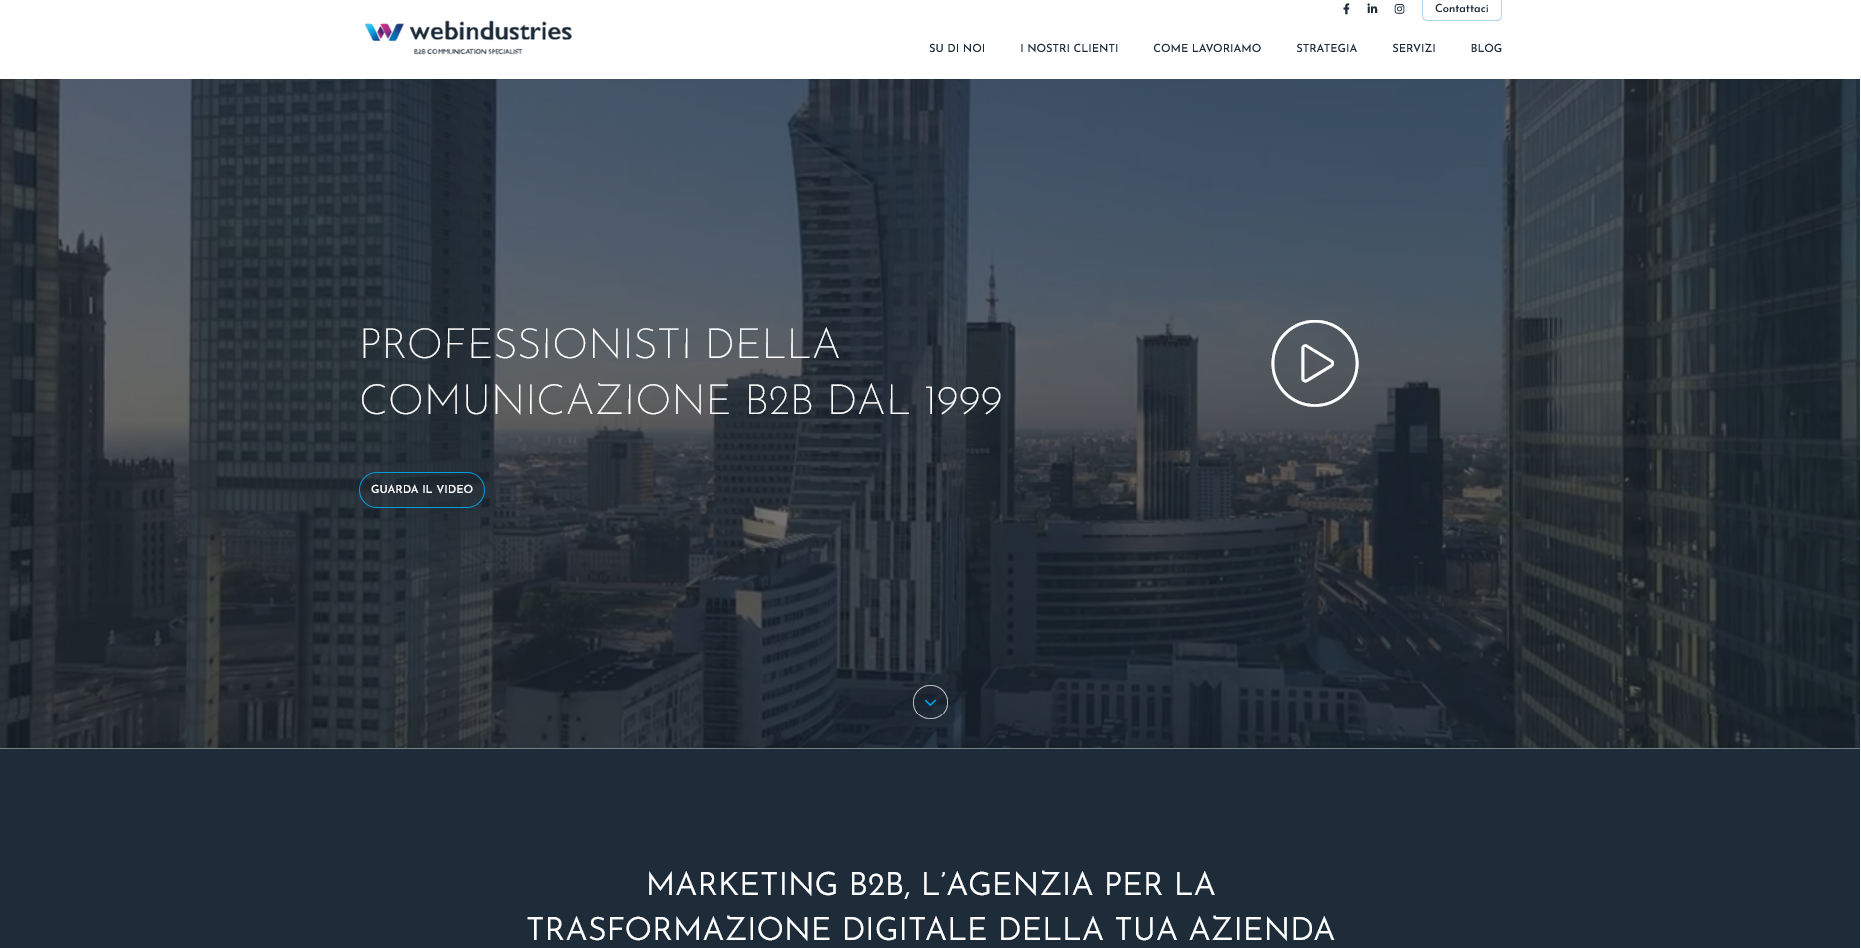 Contattaci
webindustries
B2B COMMUNICATION SPECIALIST
SU DI NOI
I NOSTRI CLIENTI
COME LAVORIAMO
STRATEGIA
SERVIZI
BLOG
PROFESSIONISTI DELLA
COMUNICAZIONE B2B DAL 1999
GUARDA IL VIDEO
MARKETING B2B, L'AGENZIA PER LA
TRASFORMAZIONE DIGITALE DELLA TUA AZIENDA